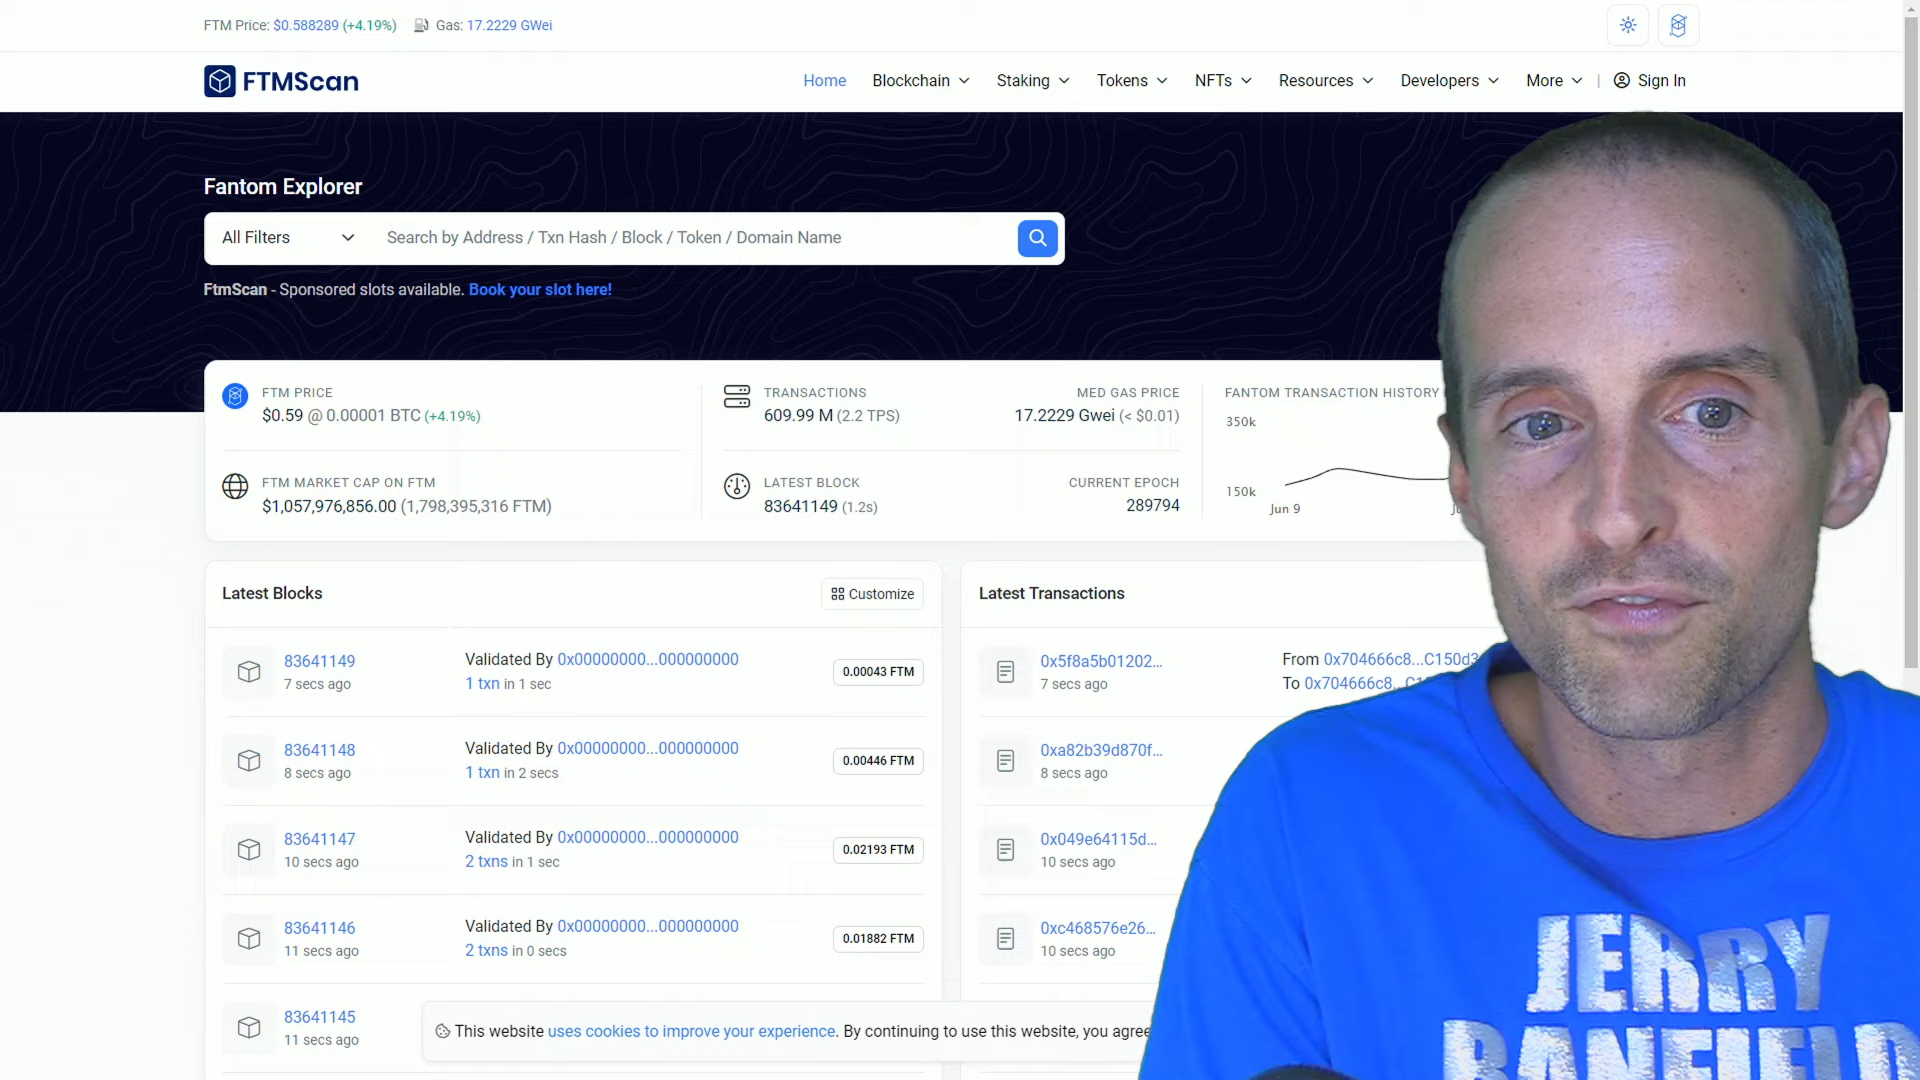 FTM Price: $0.588289 (+4.19%) Gas: 17.2229 GWei
FTMScan
Home Blockchain Staking Tokens NFTs Resources Developers More | Sign In
Fantom Explorer
All Filters Search by Address / Txn Hash / Block / Token / Domain Name
FtmScan - Sponsored slots available. Book your slot here!
FTM PRICE
$0.59 @ 0.00001 BTC (+4.19%)
FTM MARKET CAP ON FTM
$1,057,976,856.00 (1,798,395,316 FTM)
TRANSACTIONS MED GAS PRICE
609.99 M (2.2 TPS) 17.2229 Gwei (< $0.01)
LATEST BLOCK CURRENT EPOCH
83641149 (1.2s) 289794
FANTOM TRANSACTION HISTORY
350k
150k
Jun 9
Latest Blocks Customize
83641149 Validated By 0x00000000...000000000
7 secs ago 1 txn in 1 sec 0.00043 FTM
83641148 Validated By 0x00000000...000000000
8 secs ago 1 txn in 2 secs 0.00446 FTM
83641147 Validated By 0x00000000...000000000
10 secs ago 2 txns in 1 sec 0.02193 FTM
83641146 Validated By 0x00000000...000000000
11 secs ago 2 txns in 0 secs 0.01882 FTM
83641145
11 secs ago
Latest Transactions
0x5f8a5b01202... From 0x704666c8...C150d3
7 secs ago To 0x704666c8...
0xa82b39d870f...
8 secs ago
0x049e64115d...
10 secs ago
0xc468576e26...
10 secs ago
This website uses cookies to improve your experience. By continuing to use this website, you agree
JERRY
BANFIELD